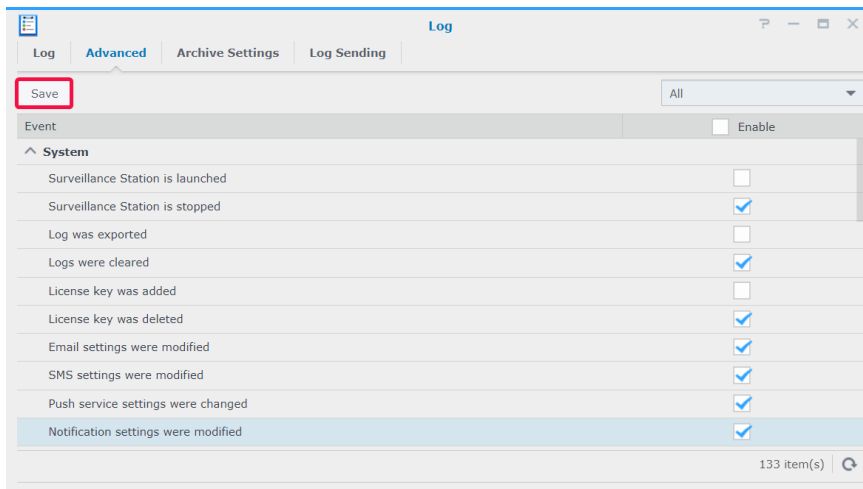 Log
Log Advanced Archive Settings Log Sending
Save All
Event Enable
System
Surveillance Station is launched
Surveillance Station is stopped
Log was exported
Logs were cleared
License key was added
License key was deleted
Email settings were modified
SMS settings were modified
Push service settings were changed
Notification settings were modified
133 item(s)